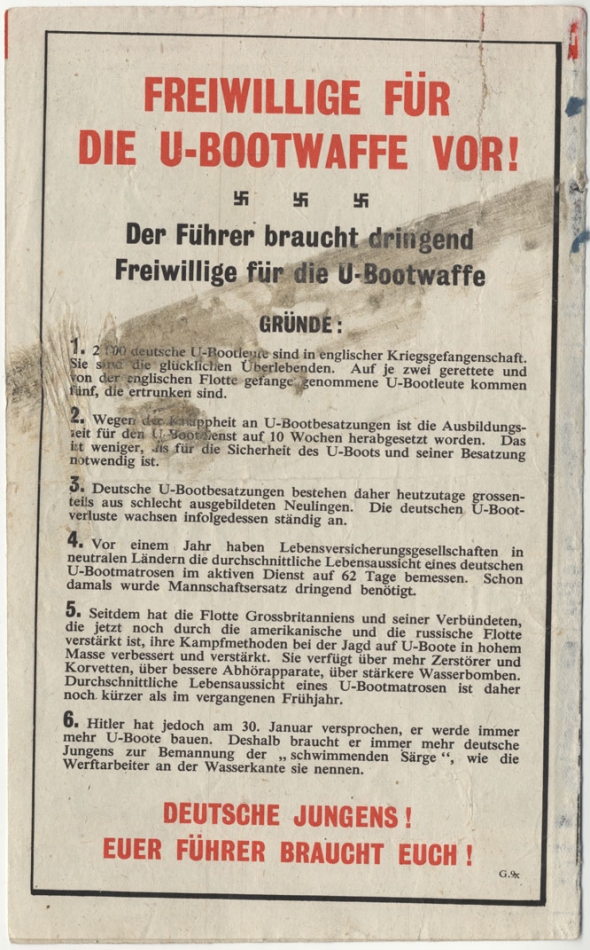 FREIWILLIGE FÜR
DIE U-BOOTWAFFE VOR!
卐 卐 卐
Der Führer braucht dringend
Freiwillige für die U-Bootwaffe
GRÜNDE:
1. deutsche U-Bootleute sind in englischer Kriegsgefangenschaft.
Sie sind die glücklichen Überlebenden. Auf je zwei gerettete und
von der englischen Flotte gefangen genommene U-Bootleute kommen
fünf, die ertrunken sind.
2. Wegen der Knappheit an U-Bootbesatzungen ist die Ausbildungs-
zeit für den U-Bootdienst auf 10 Wochen herabgesetzt worden. Das
ist weniger, als für die Sicherheit des U-Boots und seiner Besatzung
notwendig ist.
3. Deutsche U-Bootbesatzungen bestehen daher heutzutage grossen-
teils aus schlecht ausgebildeten Neulingen. Die deutschen U-Boot-
verluste wachsen infolgedessen ständig an.
4. Vor einem Jahr haben Lebensversicherungsgesellschaften in
neutralen Ländern die durchschnittliche Lebensaussicht eines deutschen
U-Bootmatrosen im aktiven Dienst auf 62 Tage bemessen. Schon
damals wurde Mannschaftsersatz dringend benötigt.
5. Seitdem hat die Flotte Grossbritanniens und seiner Verbündeten,
die jetzt noch durch die amerikanische und die russische Flotte
verstärkt ist, ihre Kampfmethoden bei der Jagd auf U-Boote in hohem
Masse verbessert und verstärkt. Sie verfügt über mehr Zerstörer und
Korvetten, über bessere Abhörapparate, über stärkere Wasserbomben.
Durchschnittliche Lebensaussicht eines U-Bootmatrosen ist daher
noch kürzer als im vergangenen Frühjahr.
6. Hitler hat jedoch am 30. Januar versprochen, er werde immer
mehr U-Boote bauen. Deshalb braucht er immer mehr deutsche
Jungens zur Bemannung der „schwimmenden Särge“, wie die
Werftarbeiter an der Wasserkante sie nennen.
DEUTSCHE JUNGENS!
EUER FÜHRER BRAUCHT EUCH!
G.9x